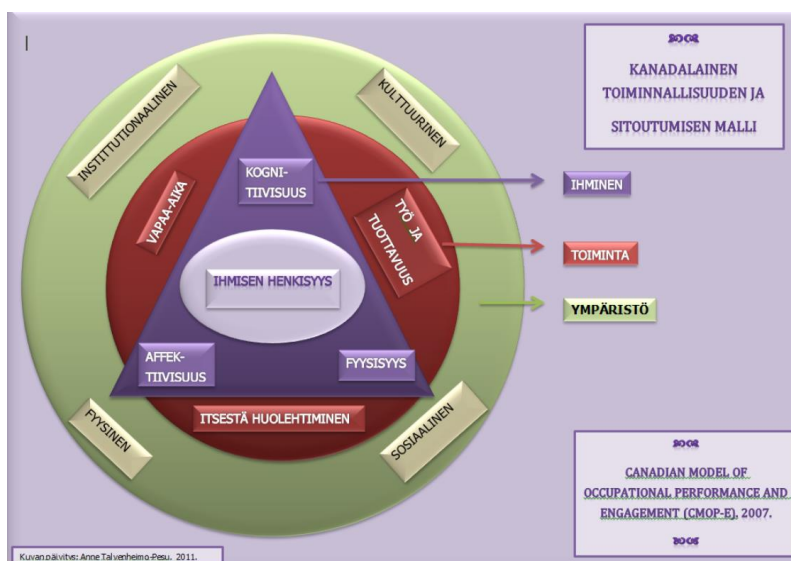 KANADALAINEN
TOIMINNALLISUUDEN JA
SITOUTUMISEN MALLI
INSTITUTIONAALINEN
KULTTUURINEN
VAPAA-AIKA
KOGNI-
TIIVISUUS
TYÖ JA
TUOTTAVUUS
IHMINEN
TOIMINTA
IHMISEN HENKISYYS
YMPÄRISTÖ
AFFEK-
TIIVISUUS
FYYSISYYS
ITSESTÄ HUOLEHTIMINEN
FYYSINEN
SOSIAALINEN
CANADIAN MODEL OF
OCCUPATIONAL PERFORMANCE AND
ENGAGEMENT (CMOP-E), 2007.
Kuvan päivitys: Anne Talvenheimo-Pesu. 2011.